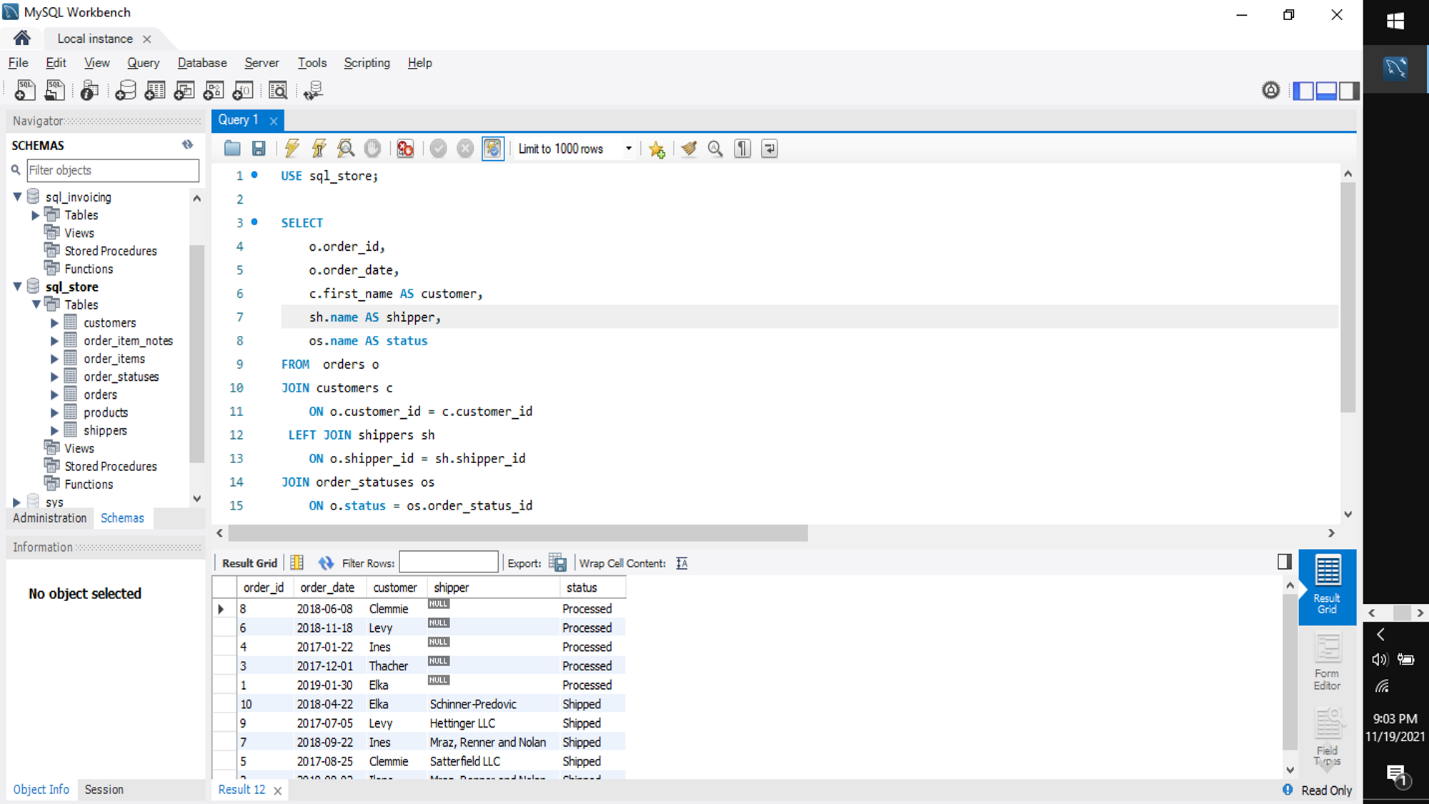 MySQL Workbench
Local instance
File Edit View Query Database Server Tools Scripting Help
Navigator
SCHEMAS
Filter objects
sql_invoicing
Tables
Views
Stored Procedures
Functions
sql_store
Tables
customers
order_item_notes
order_items
order_statuses
orders
products
shippers
Views
Stored Procedures
Functions
sys
Administration Schemas
Information
No object selected
Object Info Session
Query 1
Limit to 1000 rows
1 USE sql_store;
2
3 SELECT
4 o.order_id,
5 o.order_date,
6 c.first_name AS customer,
7 sh.name AS shipper,
8 os.name AS status
9 FROM orders o
10 JOIN customers c
11 ON o.customer_id = c.customer_id
12 LEFT JOIN shippers sh
13 ON o.shipper_id = sh.shipper_id
14 JOIN order_statuses os
15 ON o.status = os.order_status_id
Result Grid Filter Rows: Export: Wrap Cell Content:
order_id order_date customer shipper status
8 2018-06-08 Clemmie NULL Processed
6 2018-11-18 Levy NULL Processed
4 2017-01-22 Ines NULL Processed
3 2017-12-01 Thacher NULL Processed
1 2019-01-30 Elka NULL Processed
10 2018-04-22 Elka Schinner-Predovic Shipped
9 2017-07-05 Levy Hettinger LLC Shipped
7 2018-09-22 Ines Mraz, Renner and Nolan Shipped
5 2017-08-25 Clemmie Satterfield LLC Shipped
Mraz, Renner and Nolan Shipped
Result 12
Result
Grid
Form
Editor
Field
Types
Read Only
9:03 PM
11/19/2021
1